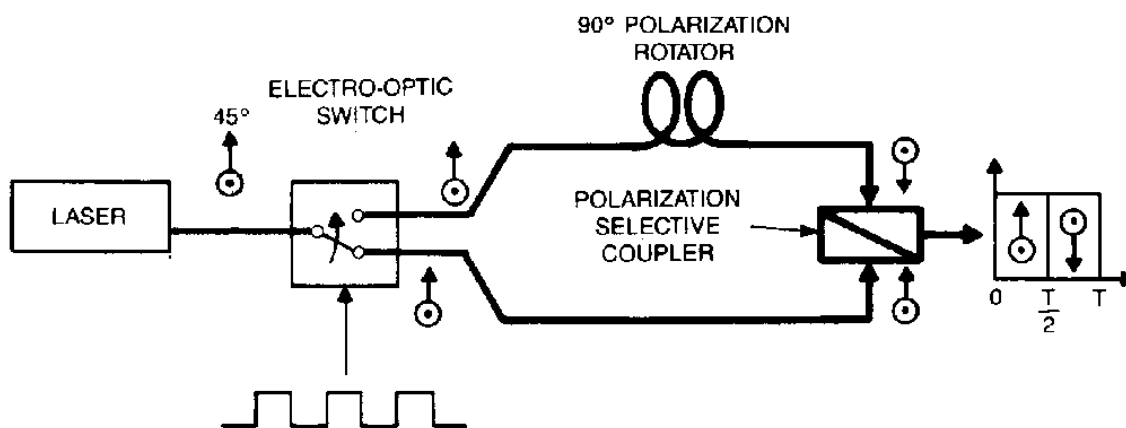 90° POLARIZATION
ROTATOR
ELECTRO-OPTIC
SWITCH
45°
LASER
POLARIZATION
SELECTIVE
COUPLER
0
T
2
T